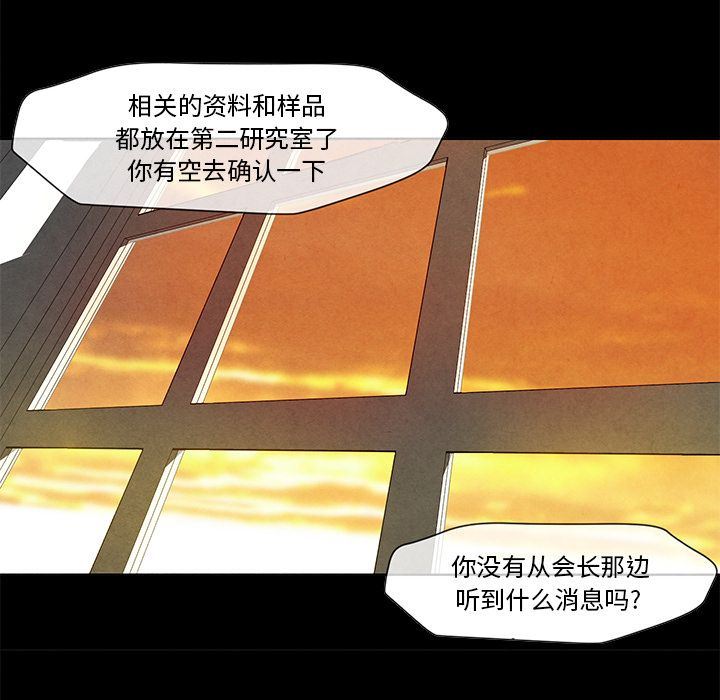 相关的资料和样品
都放在第二研究室了
你有空去确认一下
你没有从会长那边
听到什么消息吗?